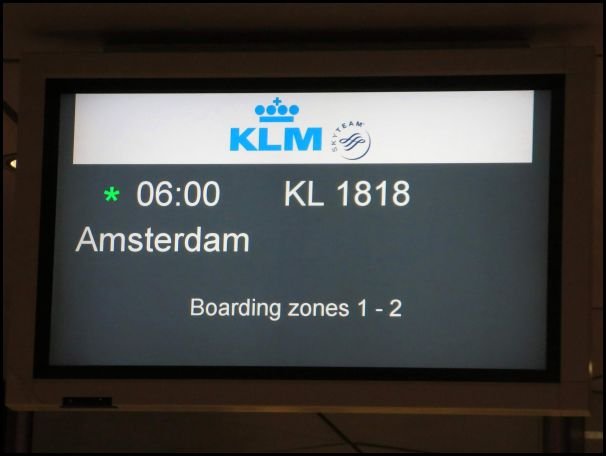 KLM SKYTEAM
* 06:00 KL 1818
Amsterdam
Boarding zones 1 - 2